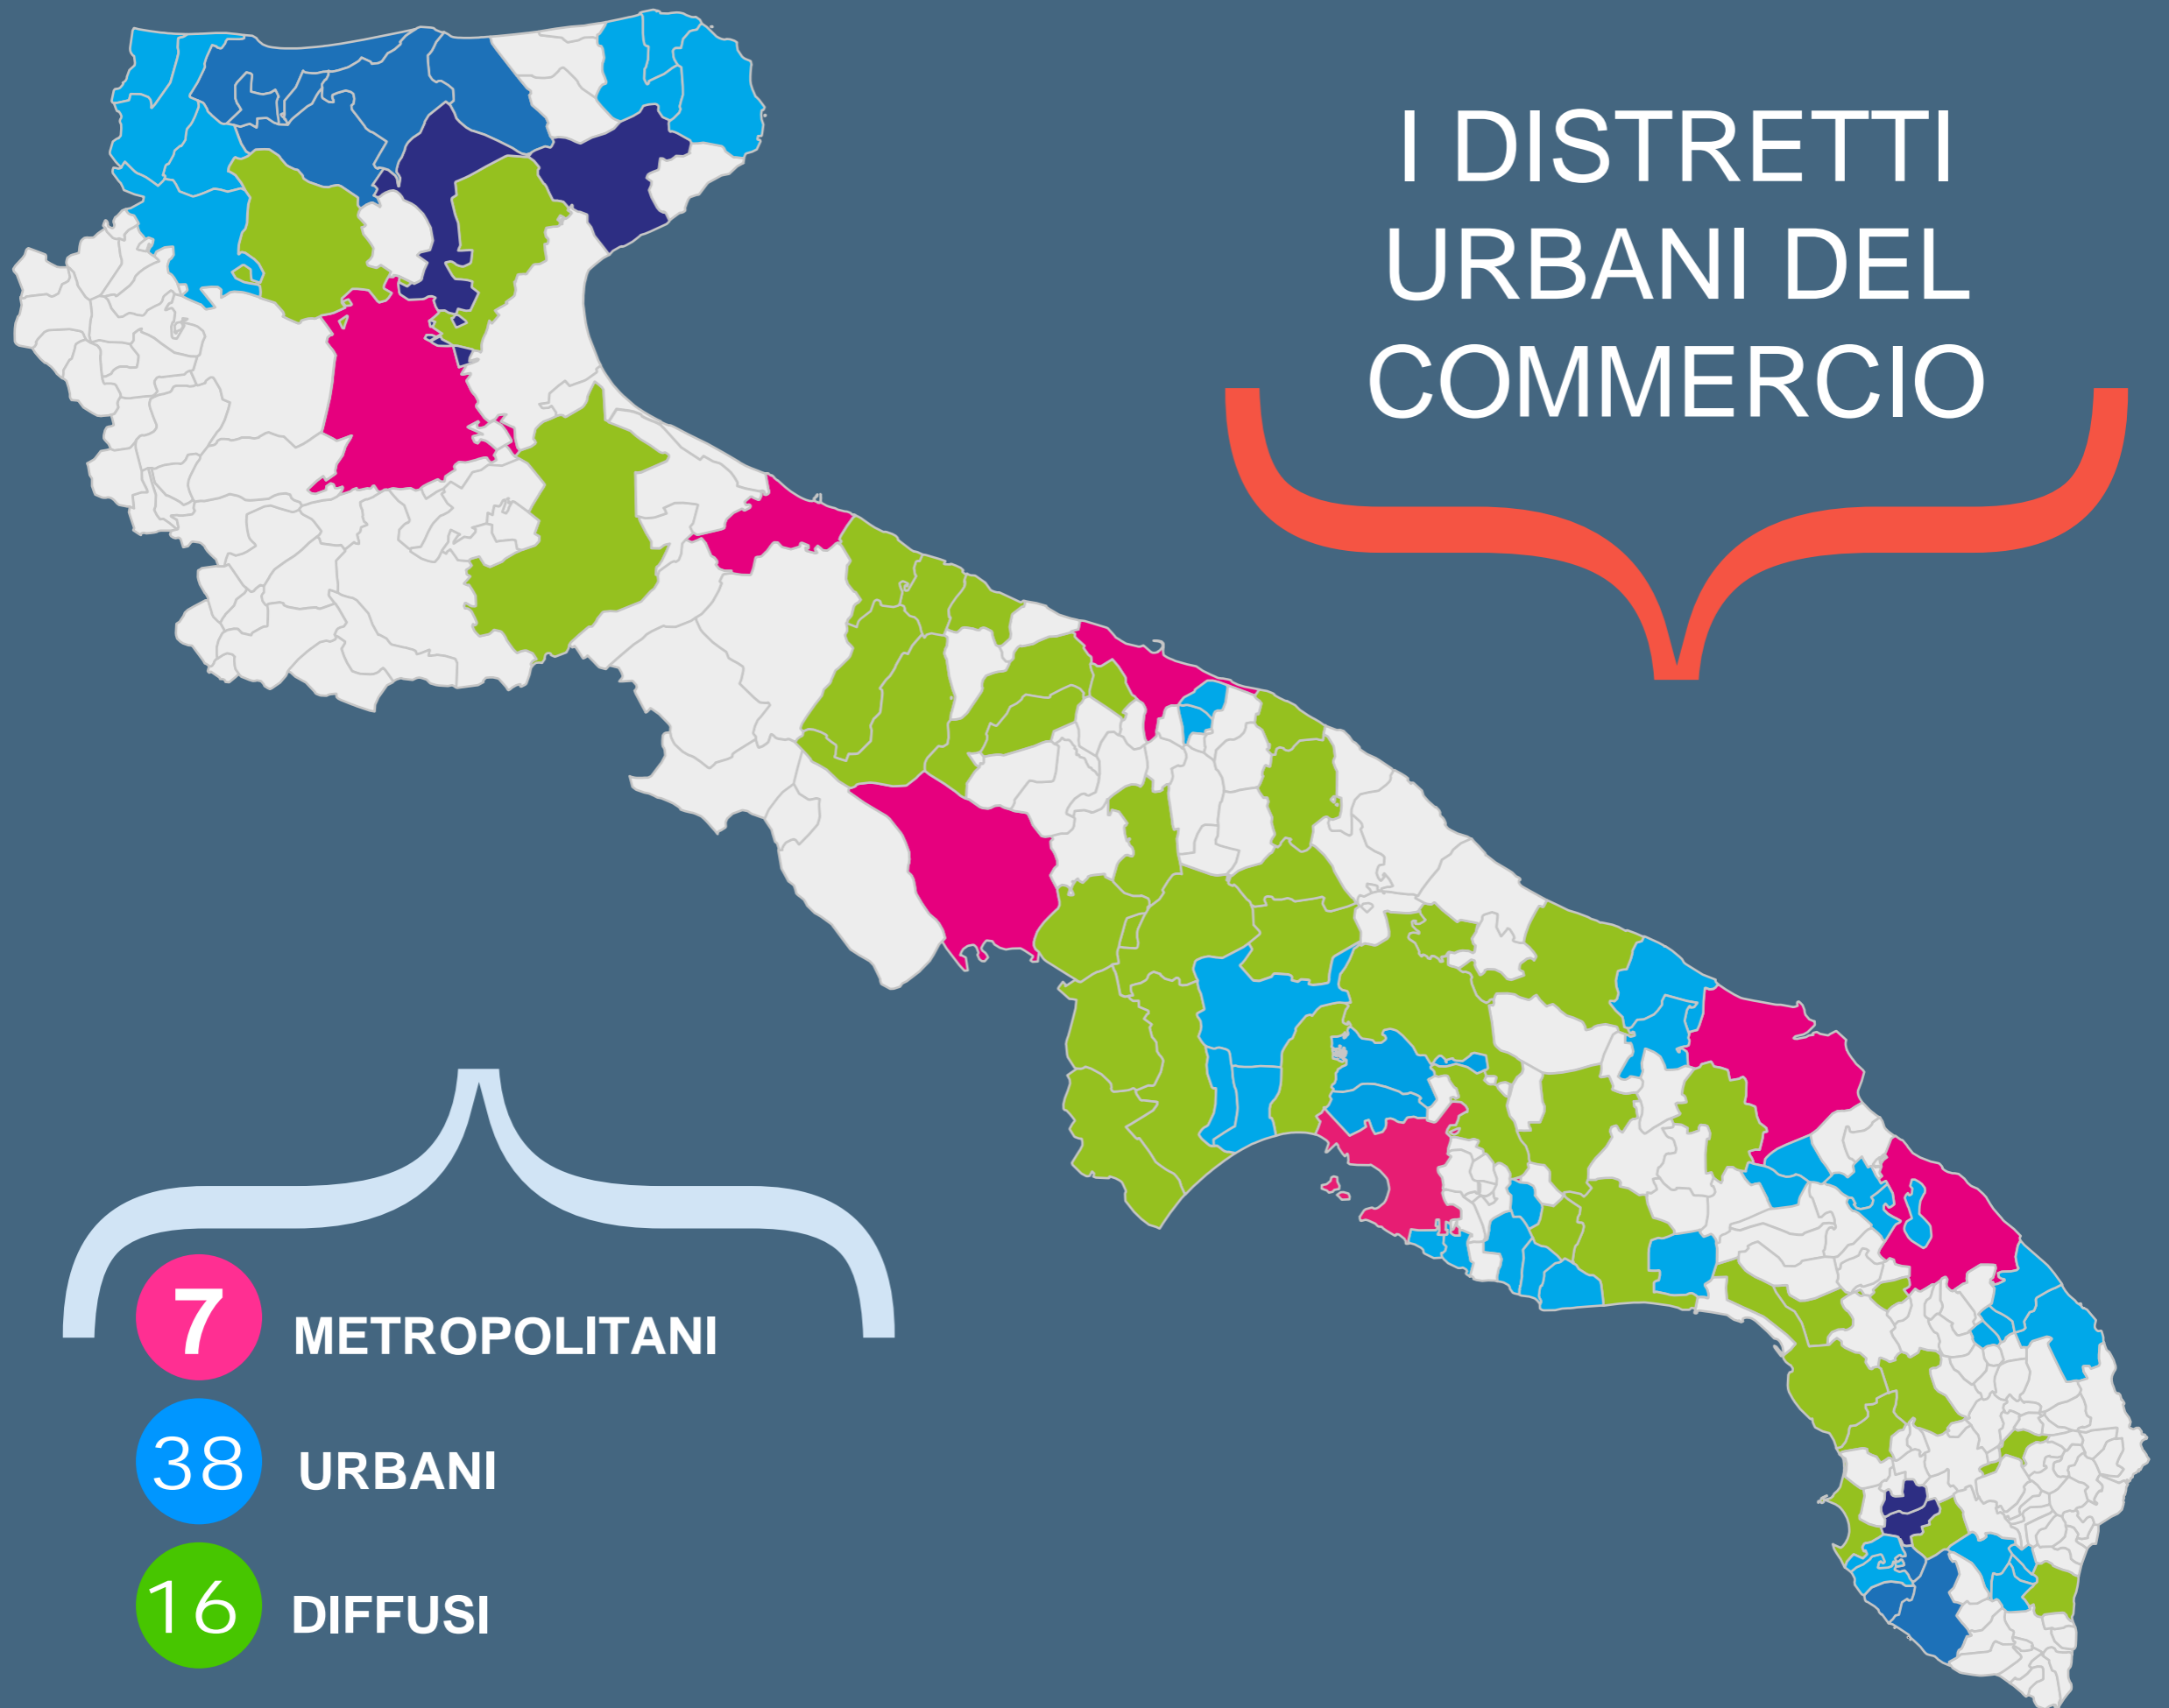 I DISTRETTI
URBANI DEL
COMMERCIO
7 METROPOLITANI
38 URBANI
16 DIFFUSI